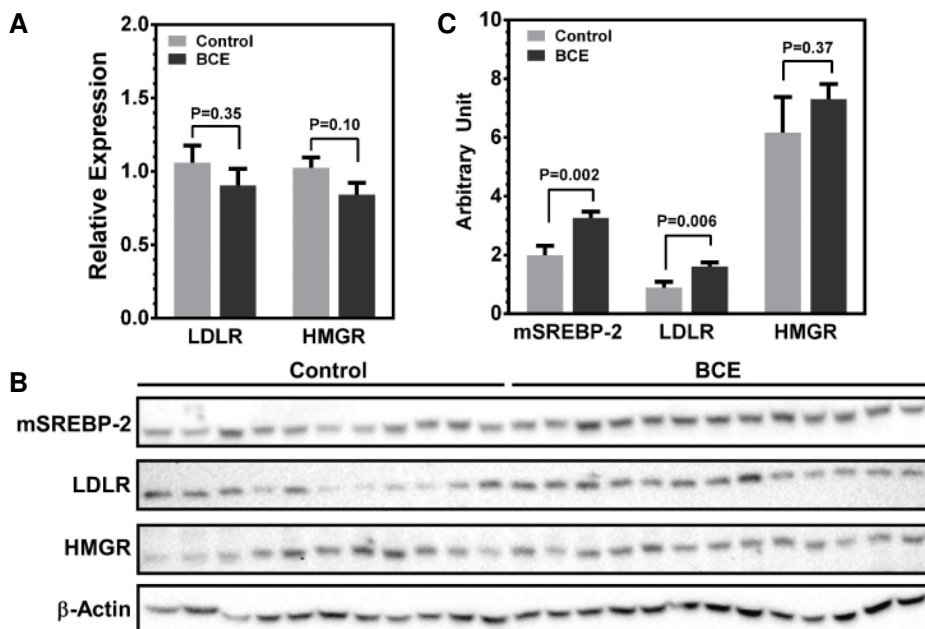 A
2.0
1.5
1.0
0.5
0.0
Relative Expression
Control
BCE
P=0.35
P=0.10
LDLR
HMGR
C
10
8
6
4
2
0
Arbitrary Unit
Control
BCE
P=0.002
P=0.006
P=0.37
mSREBP-2
LDLR
HMGR
B
Control
BCE
mSREBP-2
LDLR
HMGR
β-Actin